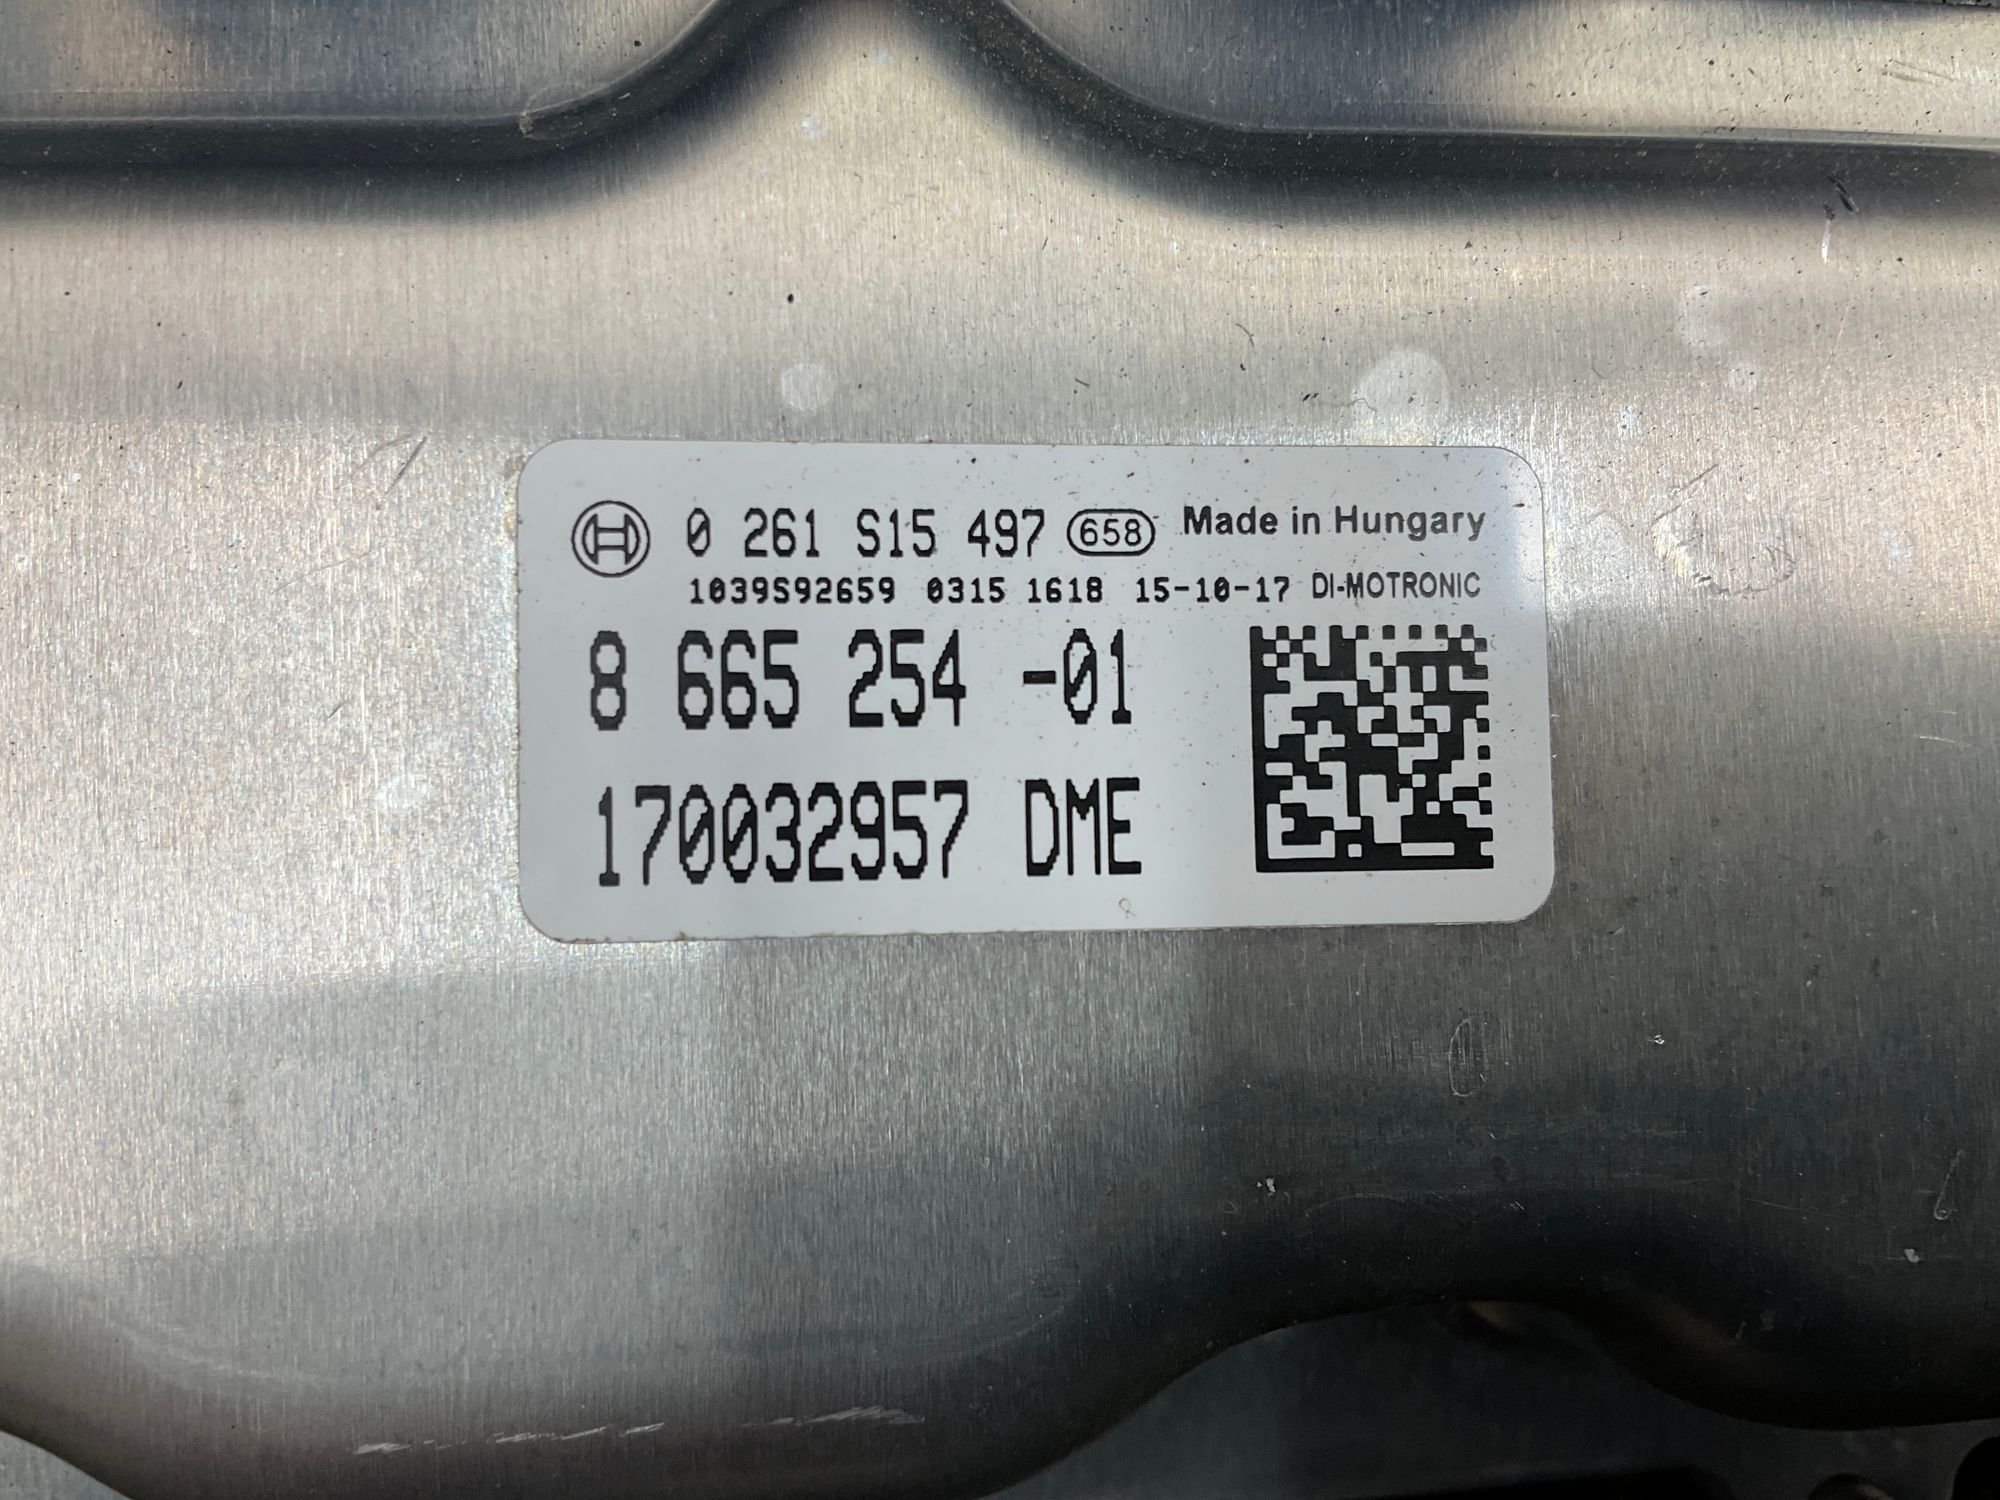 0 261 S15 497 658 Made in Hungary
1039S92659 0315 1618 15-10-17 DI-MOTRONIC
8 665 254 -01
170032957 DME